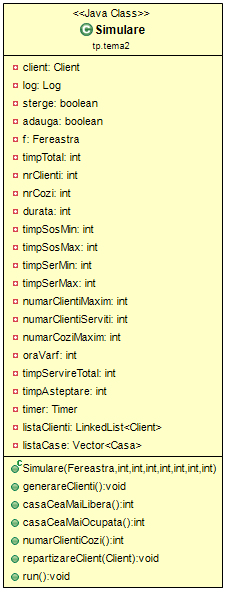 <<Java Class>>
Simulare
tp.tema2
client: Client
log: Log
sterge: boolean
adauga: boolean
f: Fereastra
timpTotal: int
nrClienti: int
nrCozi: int
durata: int
timpSosMin: int
timpSosMax: int
timpSerMin: int
timpSerMax: int
numarClientiMaxim: int
numarClientiServiti: int
numarCoziMaxim: int
oraVarf: int
timpServireTotal: int
timpAsteptare: int
timer: Timer
listaClienti: LinkedList<Client>
listaCase: Vector<Casa>
Simulare(Fereastra,int,int,int,int,int,int,int)
generareClienti():void
casaCeaMaiLibera():int
casaCeaMaiOcupata():int
numarClientiCozi():int
repartizareClient(Client):void
run():void